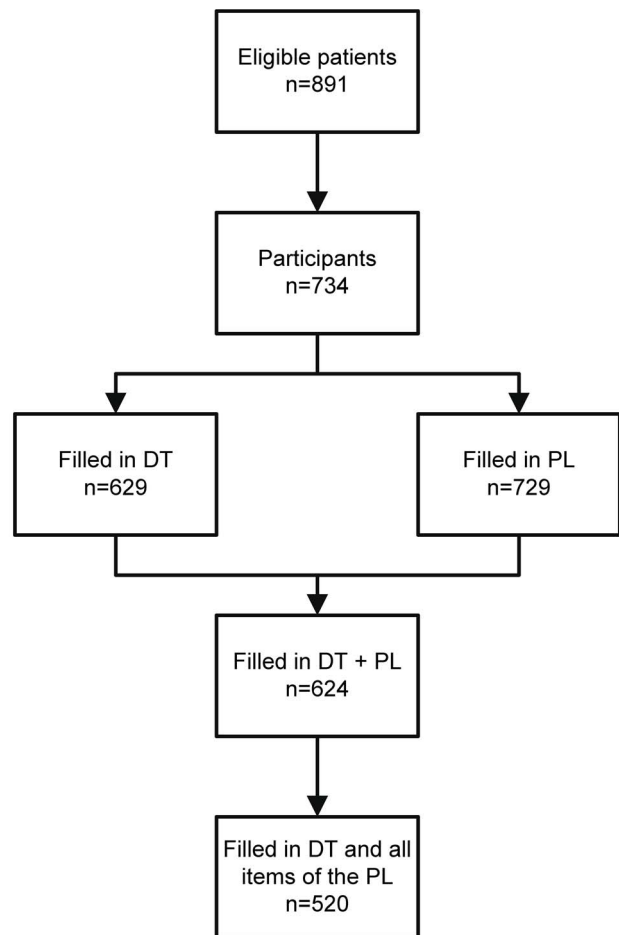 Eligible patients
n=891
Participants
n=734
Filled in DT
n=629
Filled in PL
n=729
Filled in DT + PL
n=624
Filled in DT and all
items of the PL
n=520